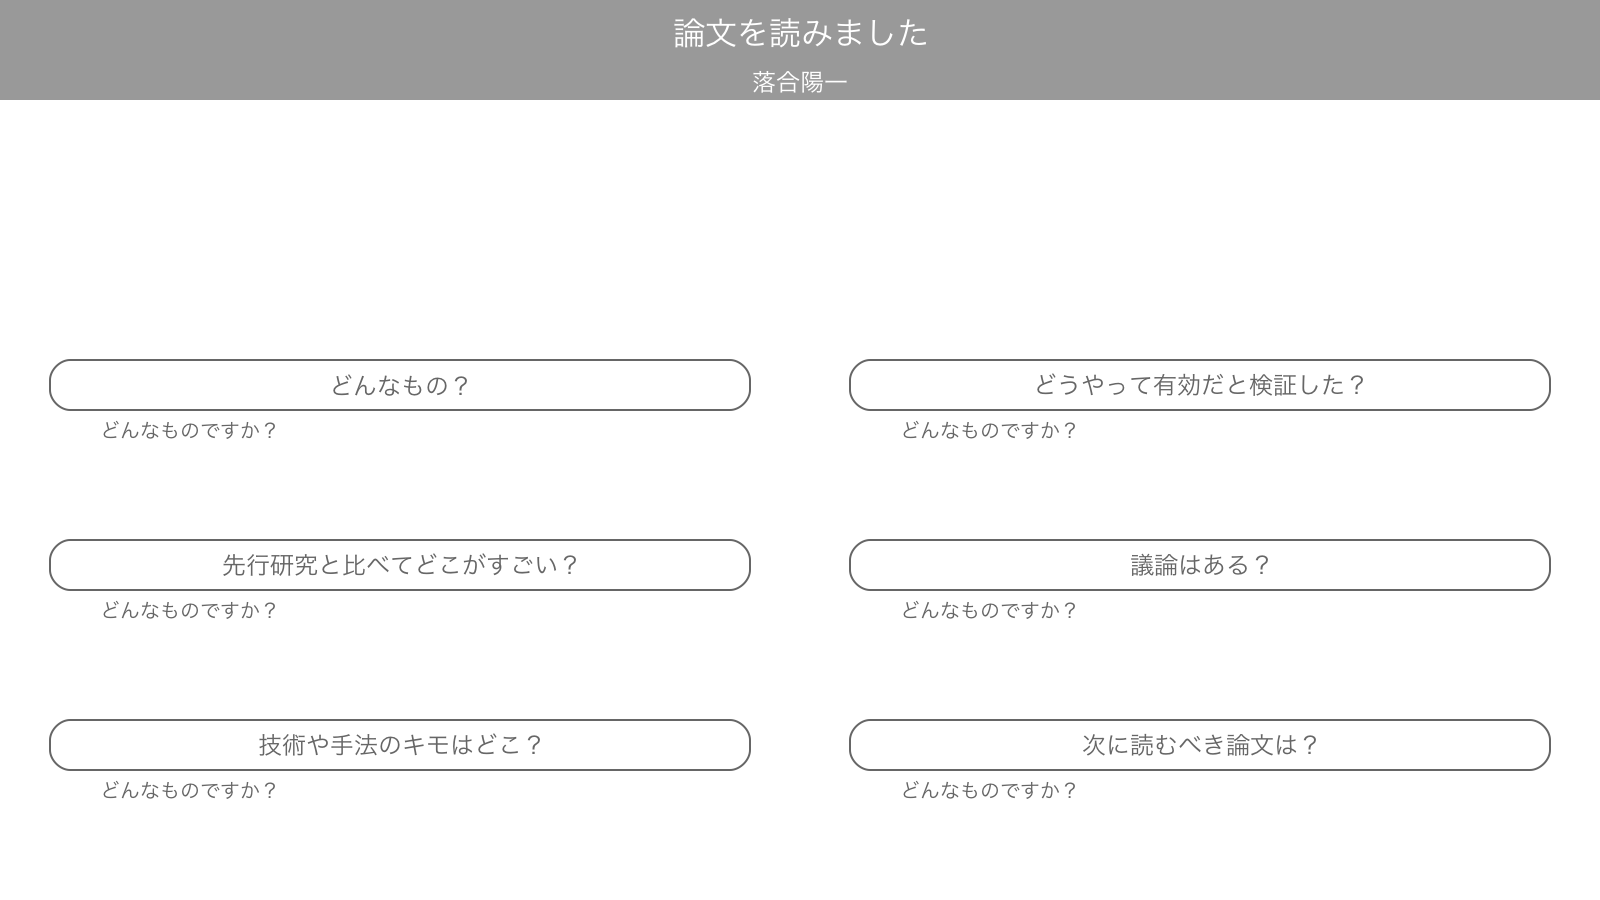 論文を読みました
落合陽一
どんなもの？
どんなものですか？
先行研究と比べてどこがすごい？
どんなものですか？
技術や手法のキモはどこ？
どんなものですか？
どうやって有効だと検証した？
どんなものですか？
議論はある？
どんなものですか？
次に読むべき論文は？
どんなものですか？